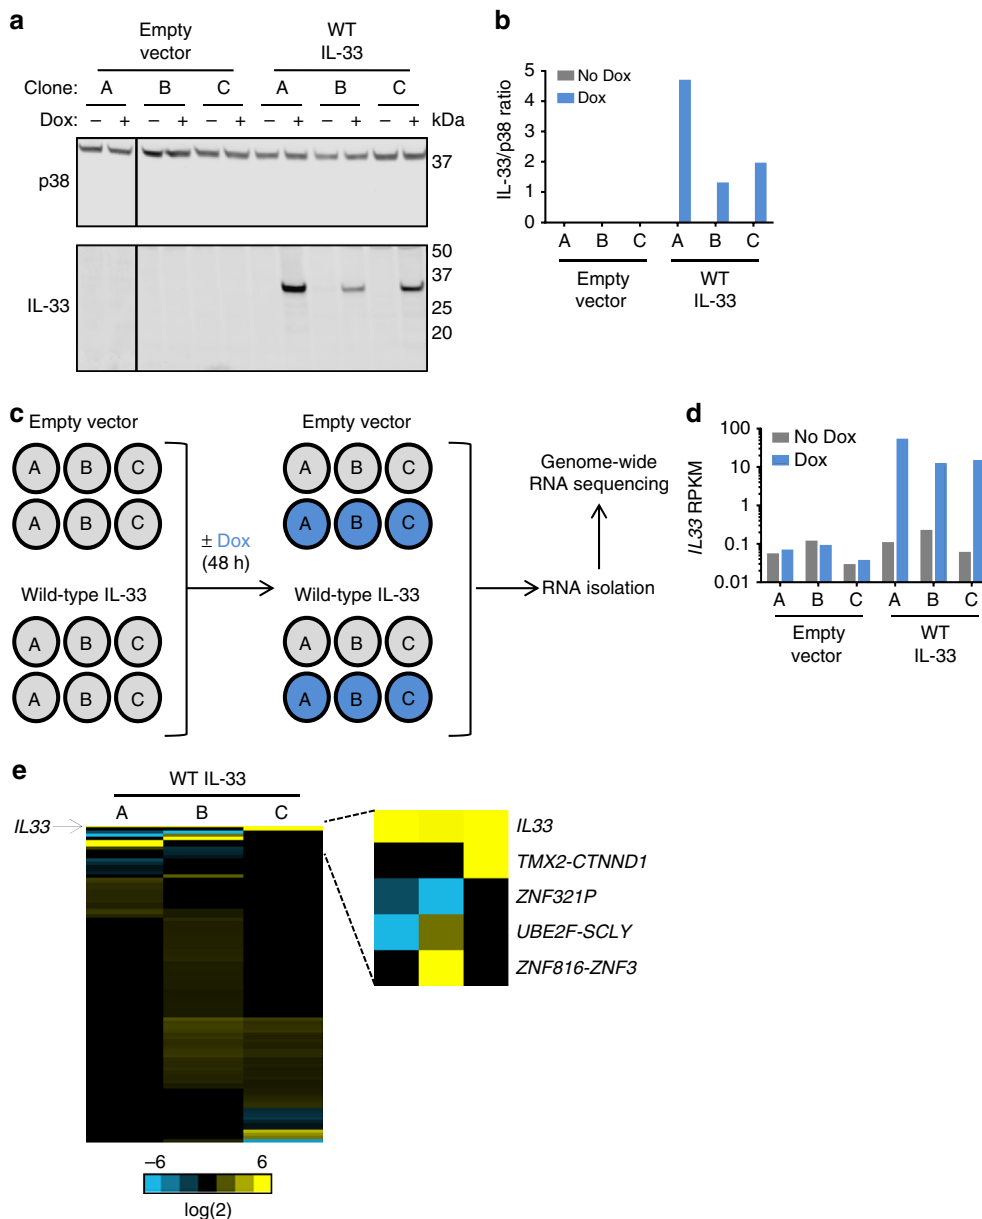 a
Empty
vector
WT
IL-33
Clone: A B C A B C
Dox: – + – + – + – + – + – + kDa
p38
37
IL-33
50
37
25
20
b
No Dox
Dox
IL-33/p38 ratio
5
4
3
2
1
0
A B C A B C
Empty
vector
WT
IL-33
c
Empty vector
A B C
A B C
Wild-type IL-33
A B C
A B C
± Dox
(48 h)
Empty vector
A B C
A B C
Wild-type IL-33
A B C
A B C
Genome-wide
RNA sequencing
RNA isolation
d
No Dox
Dox
IL33 RPKM
100
10
1
0.1
0.01
A B C A B C
Empty
vector
WT
IL-33
e
WT IL-33
A B C
IL33
IL33
TMX2-CTNND1
ZNF321P
UBE2F-SCLY
ZNF816-ZNF3
–6 6
log(2)